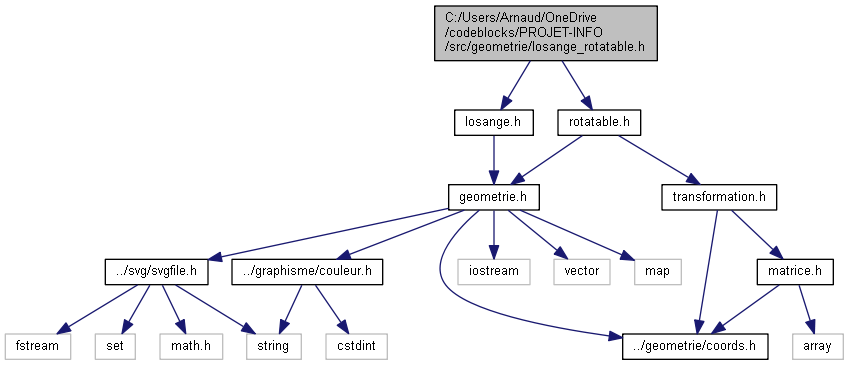 C:/Users/Arnaud/OneDrive
/codeblocks/PROJET-INFO
/src/geometrie/losange_rotatable.h
losange.h
rotatable.h
geometrie.h
transformation.h
../svg/svgfile.h
../graphisme/couleur.h
iostream
vector
map
matrice.h
fstream
set
math.h
string
cstdint
../geometrie/coords.h
array